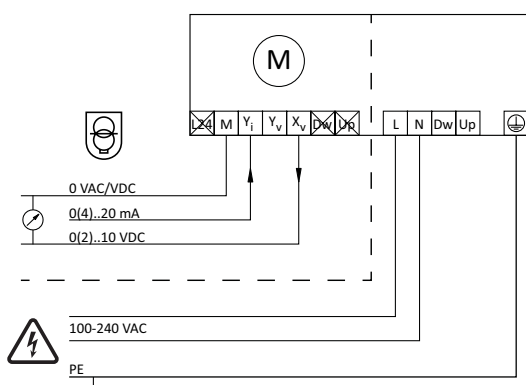 M
L24 M Yi Yv Xv Dw Up L N Dw Up
0 VAC/VDC
0(4)..20 mA
0(2)..10 VDC
100-240 VAC
PE